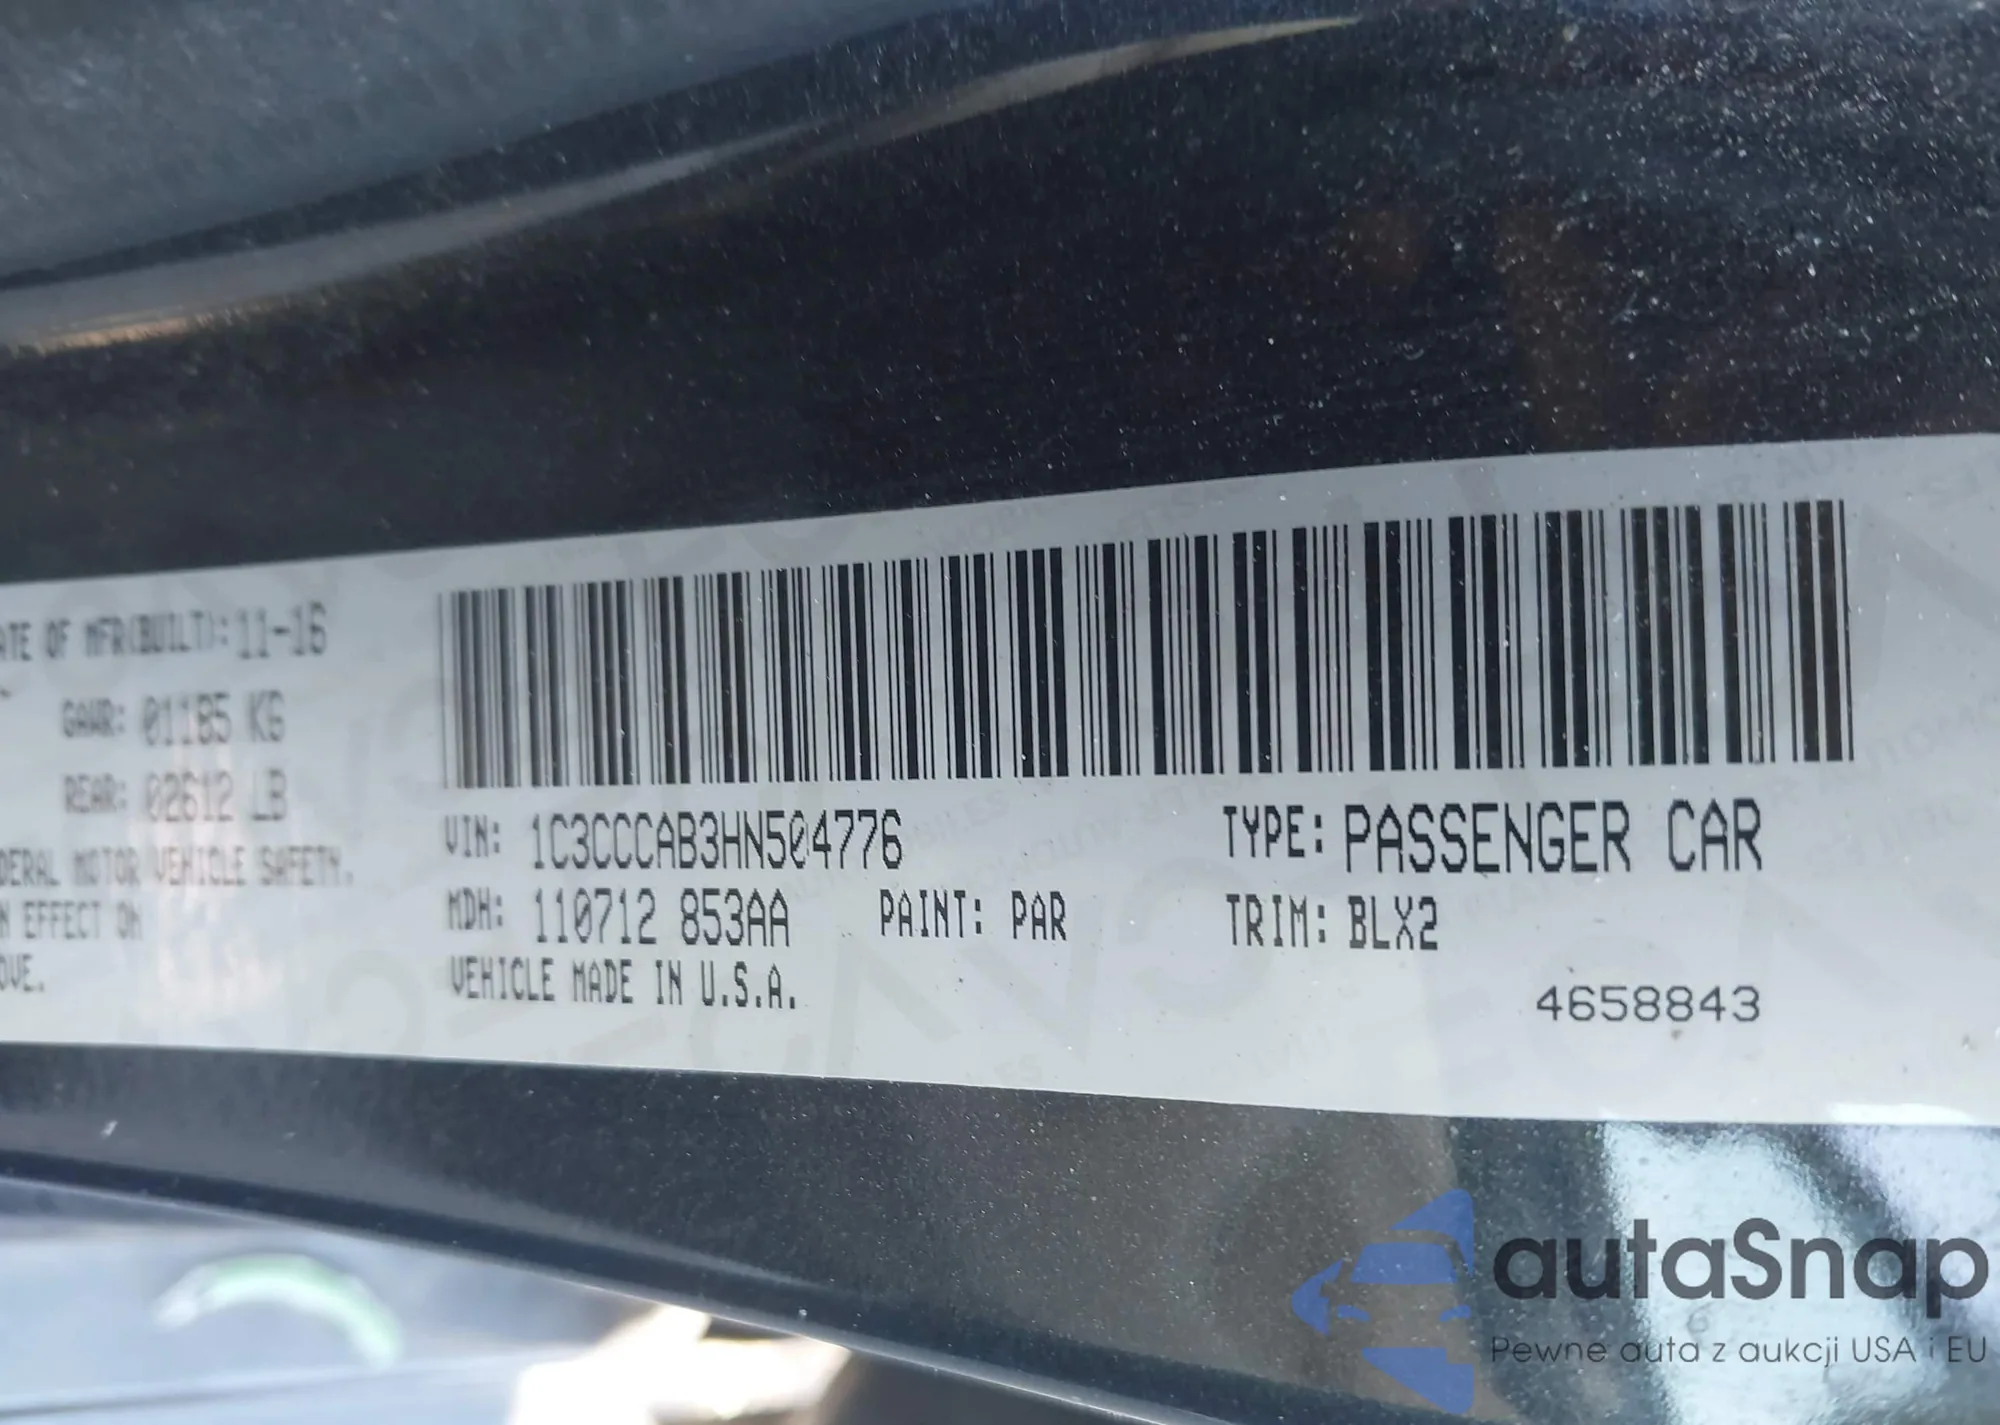 ATE OF MFR(BUILT): 11-16
GAWR: 01185 KG
REAR: 02612 LB
DERAL MOTOR VEHICLE SAFETY.
N EFFECT ON
OVE.
VIN: 1C3CCCAB3HN504776
TYPE: PASSENGER CAR
MDH: 110712 853AA PAINT: PAR TRIM: BLX2
VEHICLE MADE IN U.S.A.
4658843
autaSnap
Pewne auta z aukcji USA i EU